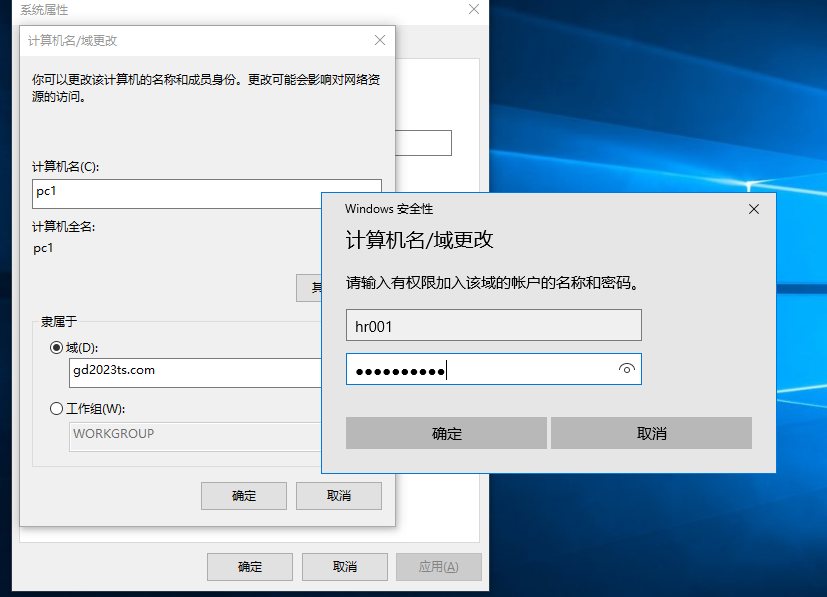 系统属性
计算机名/域更改
你可以更改该计算机的名称和成员身份。更改可能会影响对网络资
源的访问。
计算机名(C):
pc1
计算机全名:
pc1
隶属于
域(D):
gd2023ts.com
工作组(W):
WORKGROUP
确定
取消
确定
取消
应用(A)
Windows 安全性
计算机名/域更改
请输入有权限加入该域的帐户的名称和密码。
hr001
●●●●●●●●●●
确定
取消